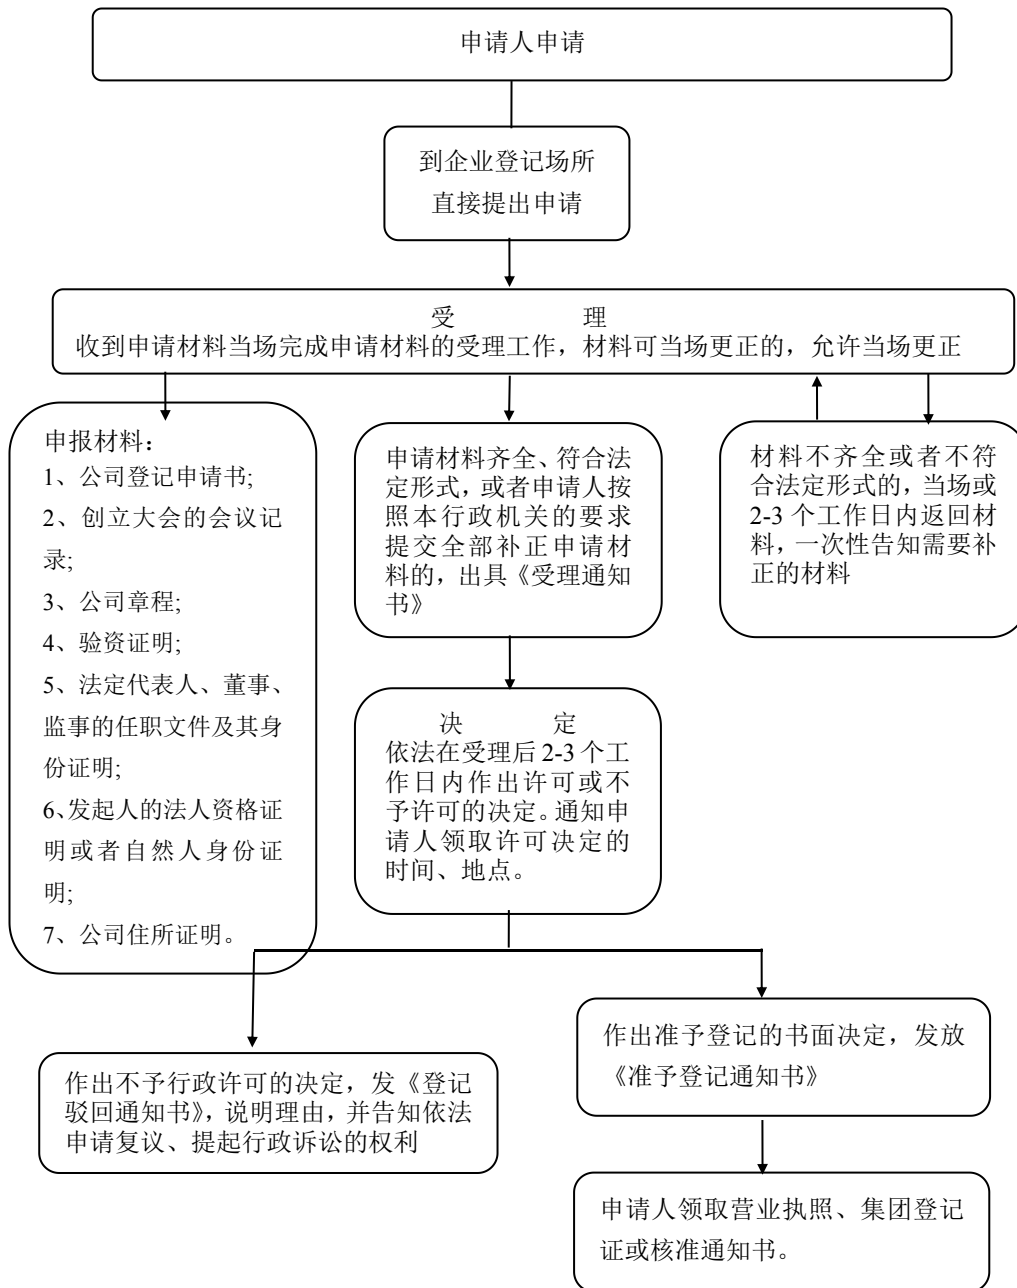 申请人申请
到企业登记场所
直接提出申请
受 理
收到申请材料当场完成申请材料的受理工作，材料可当场更正的，允许当场更正
申报材料：
1、公司登记申请书;
2、创立大会的会议记
录;
3、公司章程;
4、验资证明;
5、法定代表人、董事、
监事的任职文件及其身
份证明;
6、发起人的法人资格证
明或者自然人身份证
明;
7、公司住所证明。
申请材料齐全、符合法
定形式，或者申请人按
照本行政机关的要求
提交全部补正申请材
料的，出具《受理通知
书》
材料不齐全或者不符
合法定形式的，当场或
2-3 个工作日内返回材
料，一次性告知需要补
正的材料
决 定
依法在受理后 2-3 个工
作日内作出许可或不
予许可的决定。通知申
请人领取许可决定的
时间、地点。
作出不予行政许可的决定，发《登记
驳回通知书》，说明理由，并告知依法
申请复议、提起行政诉讼的权利
作出准予登记的书面决定，发放
《准予登记通知书》
申请人领取营业执照、集团登记
证或核准通知书。